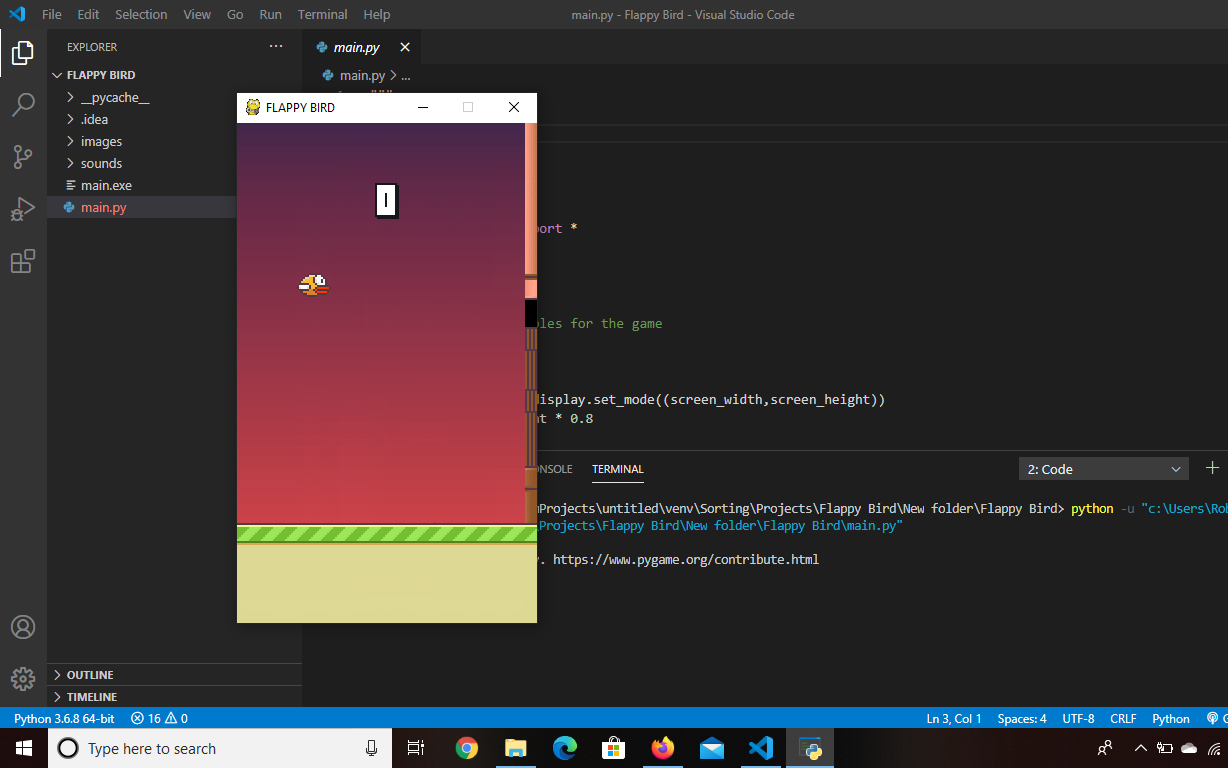 File Edit Selection View Go Run Terminal Help
main.py - Flappy Bird - Visual Studio Code
EXPLORER ...
FLAPPY BIRD
__pycache__
.idea
images
sounds
main.exe
main.py
main.py
main.py > ...
"""
FLAPPY BIRD
ort *
les for the game
display.set_mode((screen_width,screen_height))
ht * 0.8
NSOLE TERMINAL
2: Code
mProjects\untitled\venv\Sorting\Projects\Flappy Bird\New folder\Flappy Bird> python -u "c:\Users\Rol
Projects\Flappy Bird\New folder\Flappy Bird\main.py"
. https://www.pygame.org/contribute.html
OUTLINE
TIMELINE
Python 3.6.8 64-bit 16 0
Ln 3, Col 1 Spaces: 4 UTF-8 CRLF Python
Type here to search